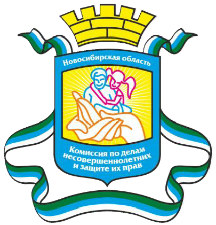 Новосибирская область
Комиссия по делам
несовершеннолетних
и защите их прав